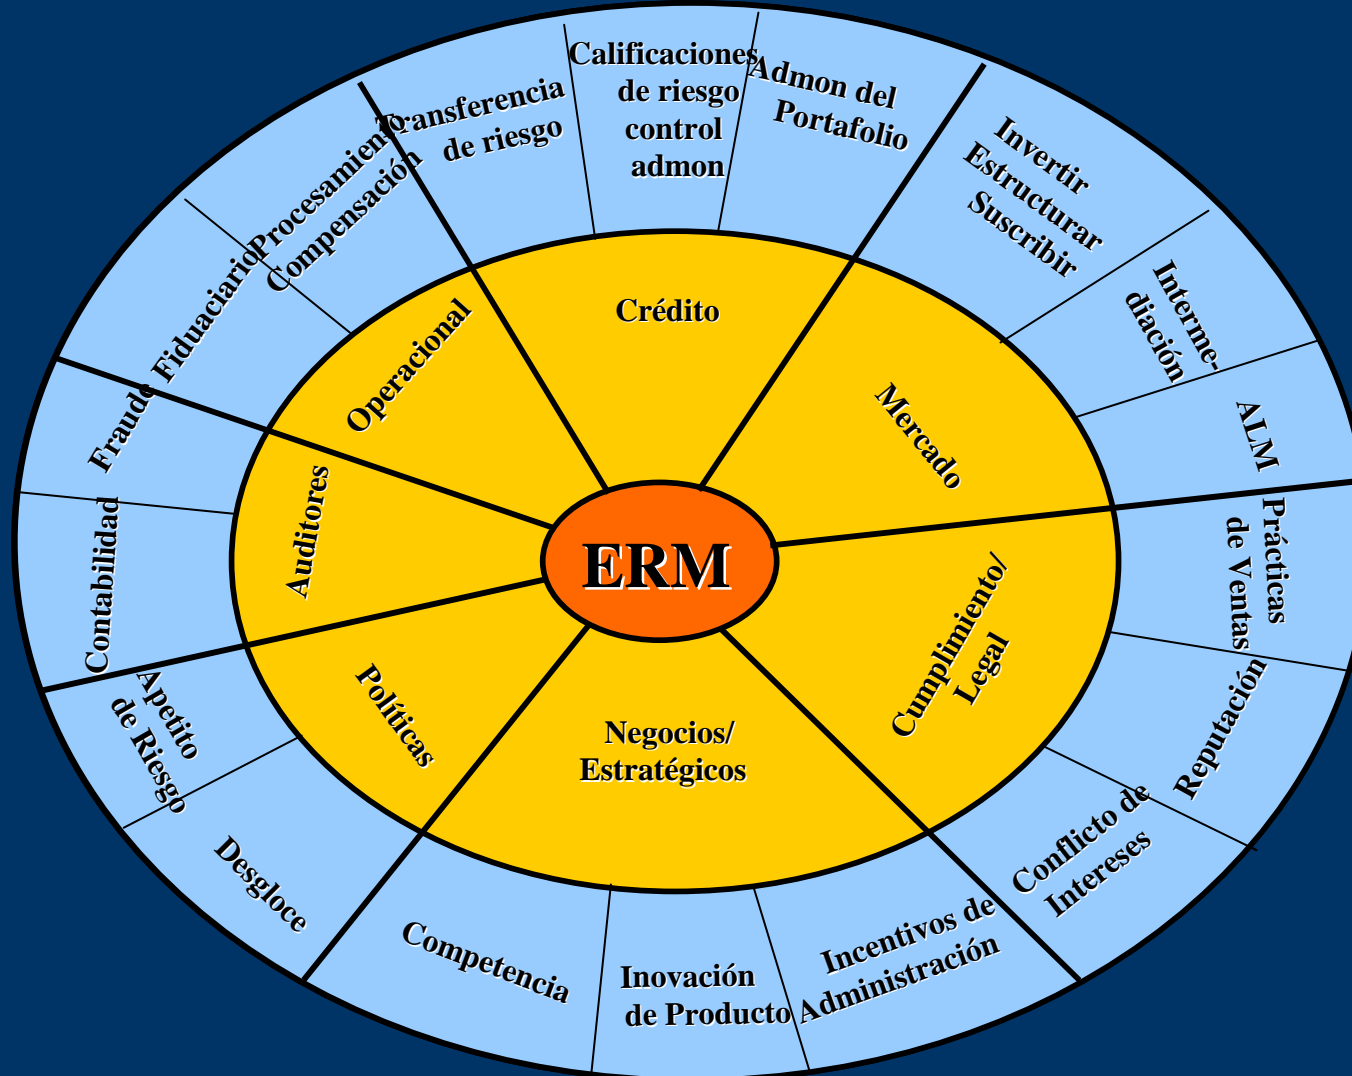 Calificaciones
de riesgo
control
admon
Admon del
Portafolio
Transferencia
de riesgo
Invertir
Estructurar
Suscribir
Procesamiento
Compensación
Interme-
diación
Fiduaciario
Fraude
ALM
Crédito
Operacional
Mercado
Auditores
ERM
Contabilidad
Prácticas
de Ventas
Cumplimiento/
Legal
Políticas
Negocios/
Estratégicos
Reputación
Apetito
de Riesgo
Conflicto de
Intereses
Desgloce
Competencia
Inovación
de Producto
Incentivos de
Administración